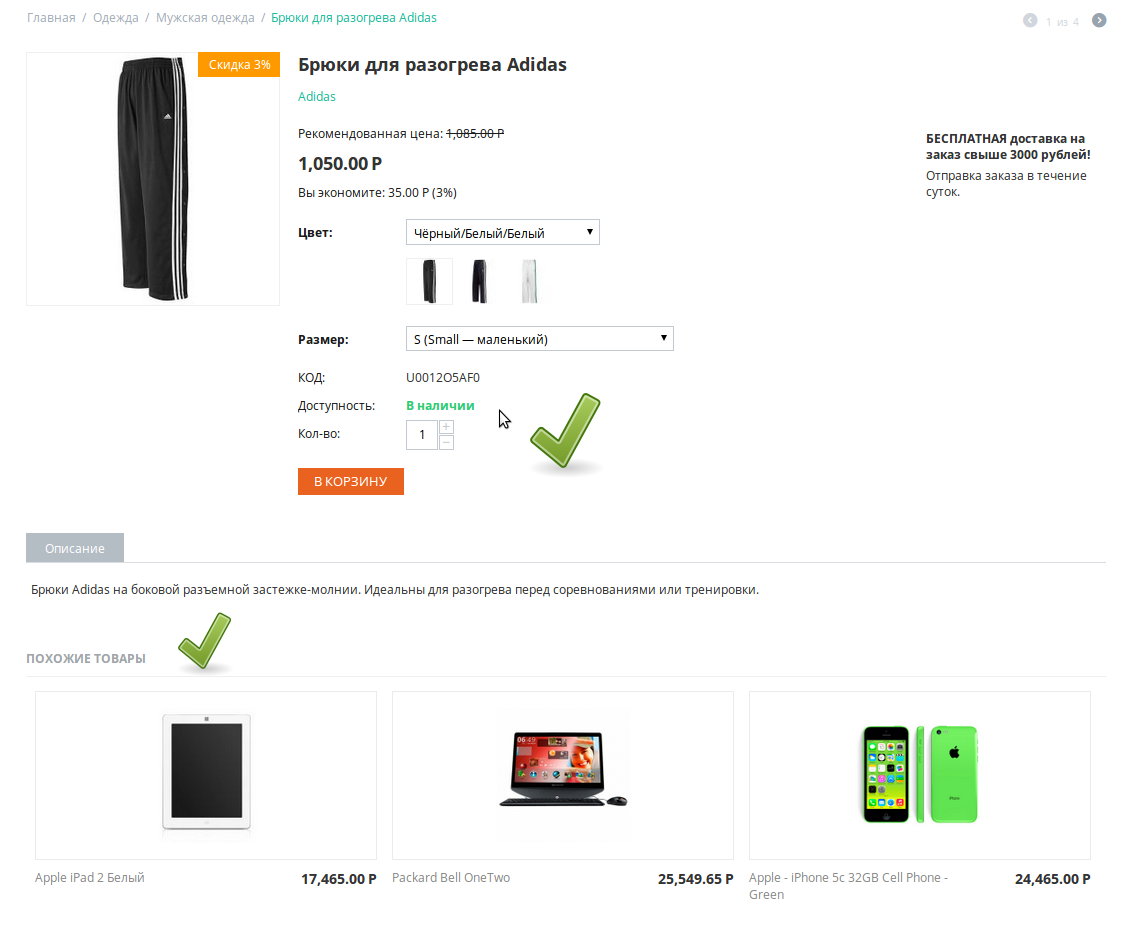 Главная / Одежда / Мужская одежда / Брюки для разогрева Adidas
1 из 4
Скидка 3%
Брюки для разогрева Adidas
Adidas
Рекомендованная цена: 1,085.00 Р
1,050.00 Р
Вы экономите: 35.00 Р (3%)
БЕСПЛАТНАЯ доставка на
заказ свыше 3000 рублей!
Отправка заказа в течение
суток.
Цвет: Чёрный/Белый/Белый
Размер: S (Small — маленький)
КОД: U0012O5AF0
Доступность: В наличии
Кол-во: 1 + −
В КОРЗИНУ
Описание
Брюки Adidas на боковой разъемной застежке-молнии. Идеальны для разогрева перед соревнованиями или тренировки.
ПОХОЖИЕ ТОВАРЫ
Apple iPad 2 Белый 17,465.00 Р
Packard Bell OneTwo 25,549.65 Р
Apple - iPhone 5c 32GB Cell Phone -
Green
24,465.00 Р